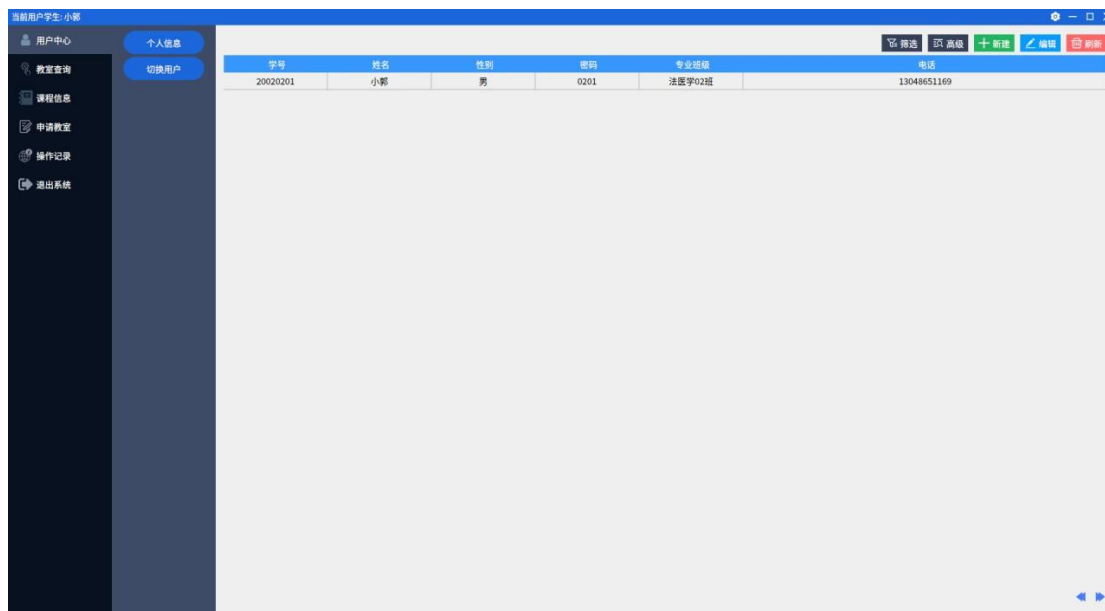 当前用户学生:小郭
用户中心
教室查询
课程信息
申请教室
操作记录
退出系统
个人信息
切换用户
筛选 高级 新建 编辑 刷新
学号 姓名 性别 密码 专业班级 电话
20020201 小郭 男 0201 法医学02班 13048651169